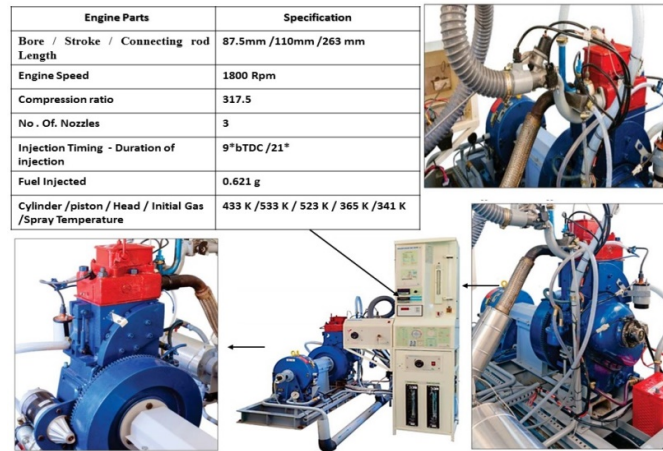 Engine Parts
Specification
Bore / Stroke / Connecting rod
Length
87.5mm /110mm /263 mm
Engine Speed
1800 Rpm
Compression ratio
317.5
No . Of. Nozzles
3
Injection Timing - Duration of
injection
9*bTDC /21*
Fuel Injected
0.621 g
Cylinder /piston / Head / Initial Gas
/Spray Temperature
433 K /533 K / 523 K / 365 K /341 K